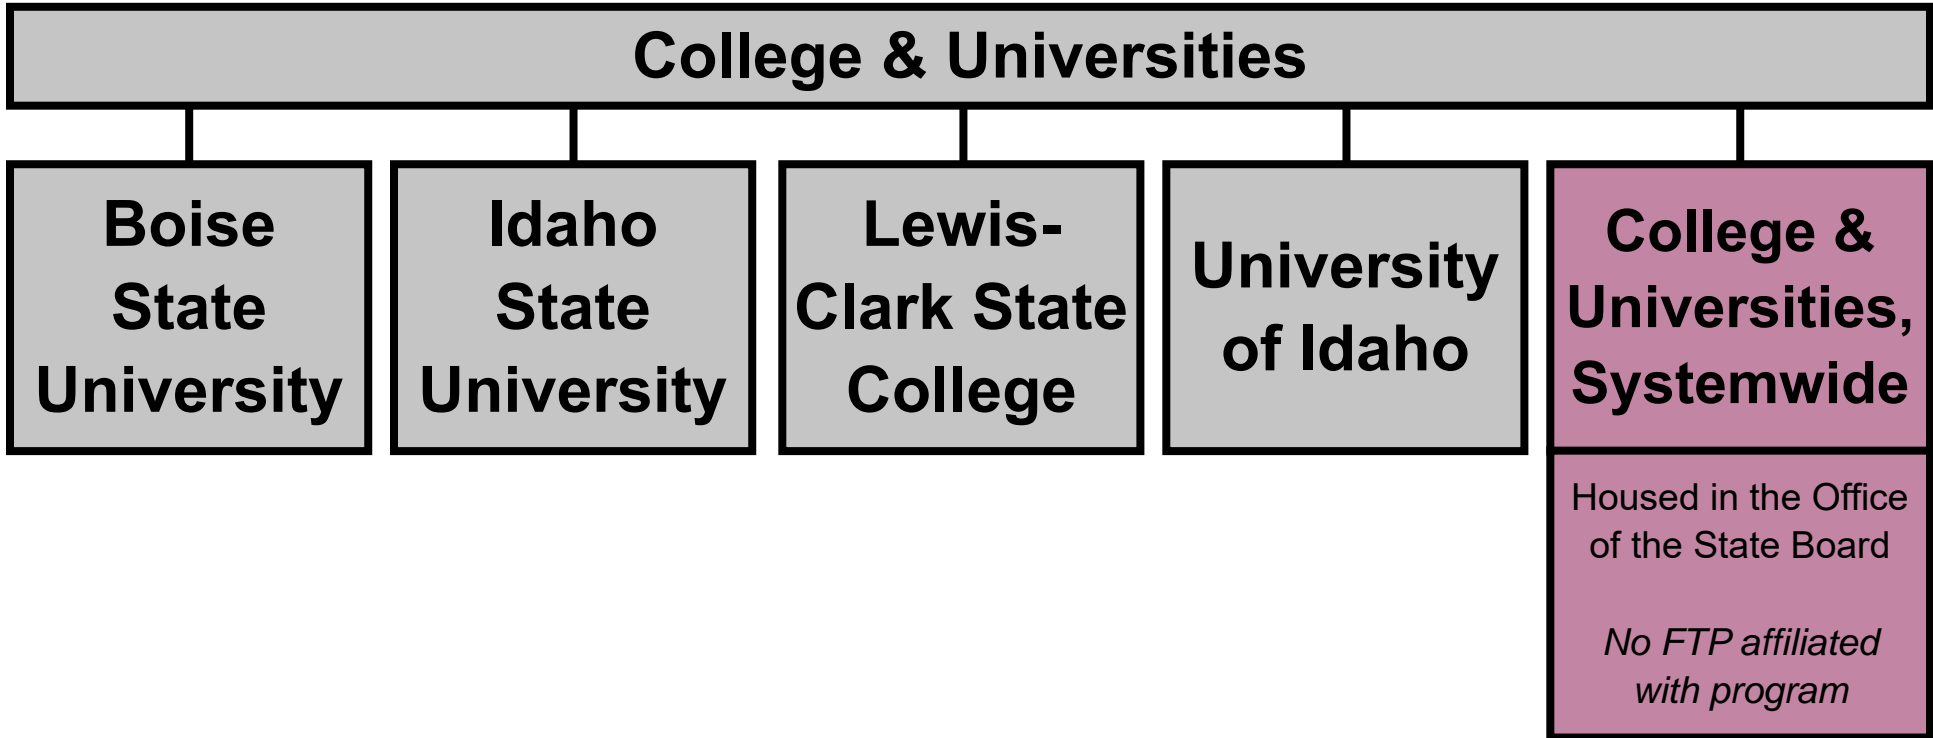 College & Universities
Boise
State
University
Idaho
State
University
Lewis-
Clark State
College
University
of Idaho
College &
Universities,
Systemwide
Housed in the Office
of the State Board
No FTP affiliated
with program